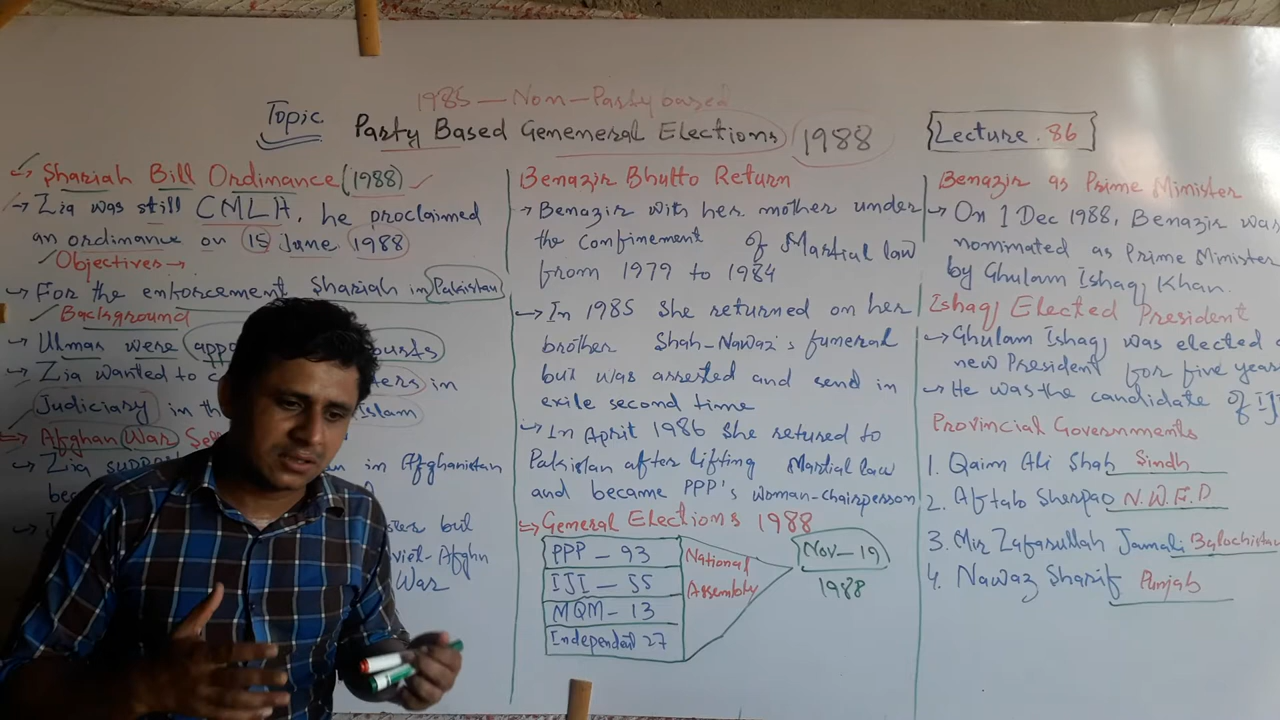 1985 — Non-Party based
Topic
Party Based Genemeral Elections 1988
Lecture. 86
Shariah Bill Ordinance (1988)
→ Zia was still CMLA, he proclaimed
an ordinance on 15 June 1988
Objectives →
→ For the enforcement Shariah in Pakistan
Background
→ Ulmas were
→ Zia wanted to in
Judiciary in Islam
⇒ Afghan War
→ Zia in Afghanistan
but
War
Benazir Bhutto Return
→ Benazir with her mother under
the confinement of Martial law
from 1979 to 1984
→ In 1985 she returned on her
brother Shah-Nawaz's funeral
but was arrested and send in
exile second time
→ In April 1986 she retured to
Pakistan after lifting Martial law
and became PPP's woman-chairperson
⇒ General Elections 1988
PPP – 93
IJI – 55
MQM – 13
Independent 27
National
Assembly
Nov – 19
1988
Benazir as Prime Minister
→ On 1 Dec 1988, Benazir was
nominated as Prime Minister
by Ghulam Ishaq Khan.
Ishaq Elected President
→ Ghulam Ishaq was elected
new President for five years
→ He was the candidate of IJI
Provincial Governments
1. Qaim Ali Shah Sindh
2. Aftab Sherpao N.W.F.P
3. Mir Zafarullah Jamali Balochistan
4. Nawaz Sharif Punjab